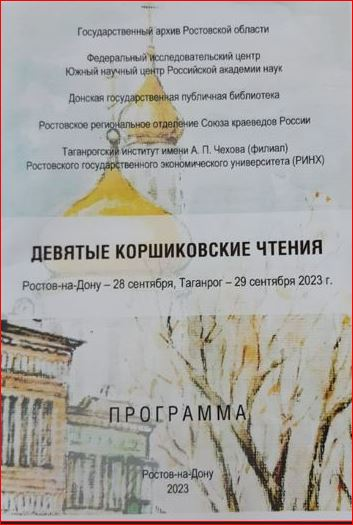 Государственный архив Ростовской области
Федеральный исследовательский центр
Южный научный центр Российской академии наук
Донская государственная публичная библиотека
Ростовское региональное отделение Союза краеведов России
Таганрогский институт имени А. П. Чехова (филиал)
Ростовского государственного экономического университета (РИНХ)
ДЕВЯТЫЕ КОРШИКОВСКИЕ ЧТЕНИЯ
Ростов-на-Дону – 28 сентября, Таганрог – 29 сентября 2023 г.
ПРОГРАММА
Ростов-на-Дону
2023